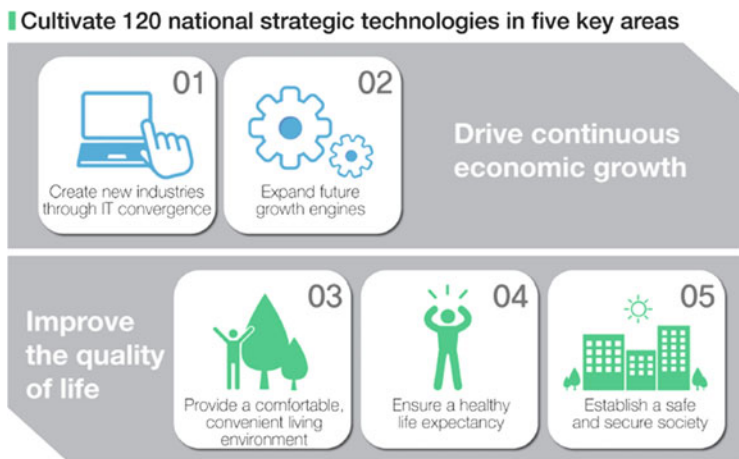 Cultivate 120 national strategic technologies in five key areas
01
Create new industries
through IT convergence
02
Expand future
growth engines
Drive continuous
economic growth
Improve
the quality
of life
03
Provide a comfortable,
convenient living
environment
04
Ensure a healthy
life expectancy
05
Establish a safe
and secure society